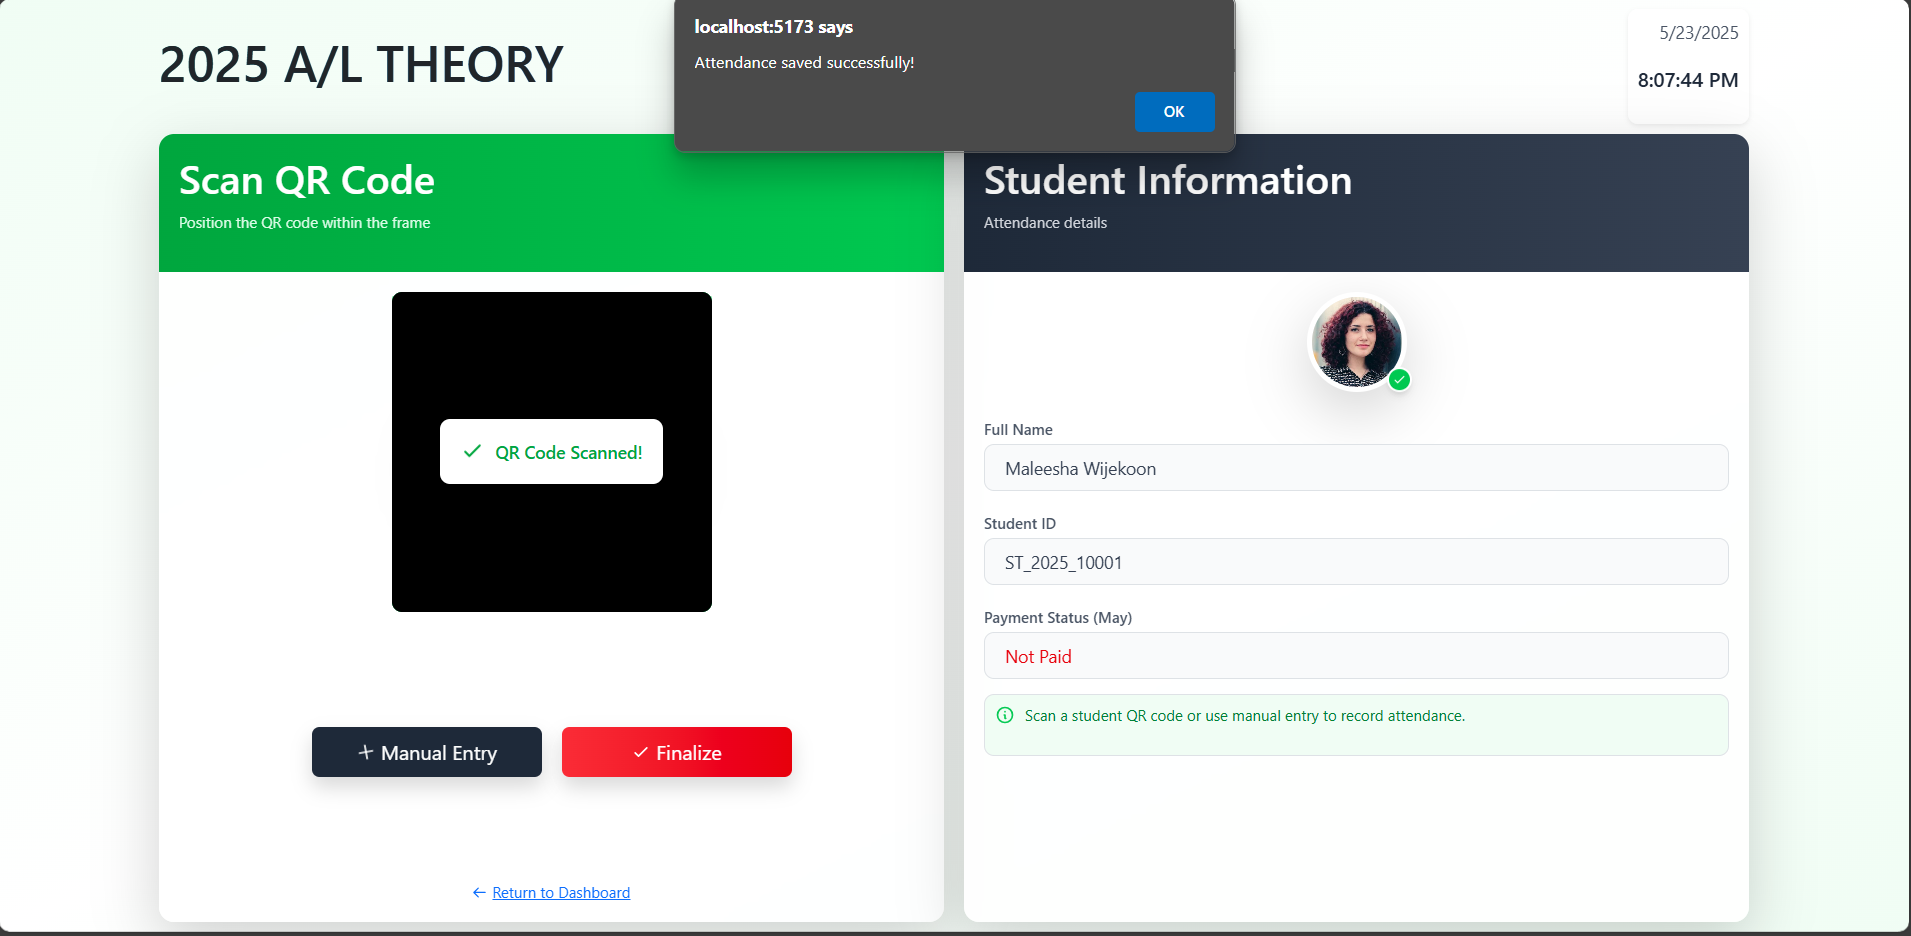 localhost:5173 says
Attendance saved successfully!
OK
2025 A/L THEORY
5/23/2025
8:07:44 PM
Scan QR Code
Position the QR code within the frame
QR Code Scanned!
Manual Entry
Finalize
Return to Dashboard
Student Information
Attendance details
Full Name
Maleesha Wijekoon
Student ID
ST_2025_10001
Payment Status (May)
Not Paid
Scan a student QR code or use manual entry to record attendance.